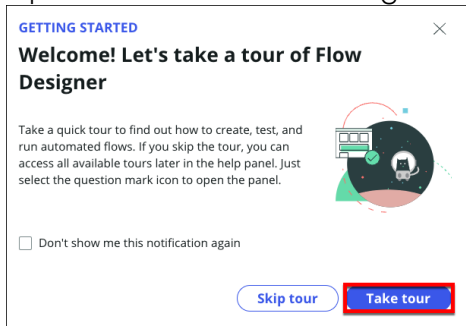 GETTING STARTED
Welcome! Let's take a tour of Flow
Designer
Take a quick tour to find out how to create, test, and
run automated flows. If you skip the tour, you can
access all available tours later in the help panel. Just
select the question mark icon to open the panel.
Don't show me this notification again
Skip tour
Take tour